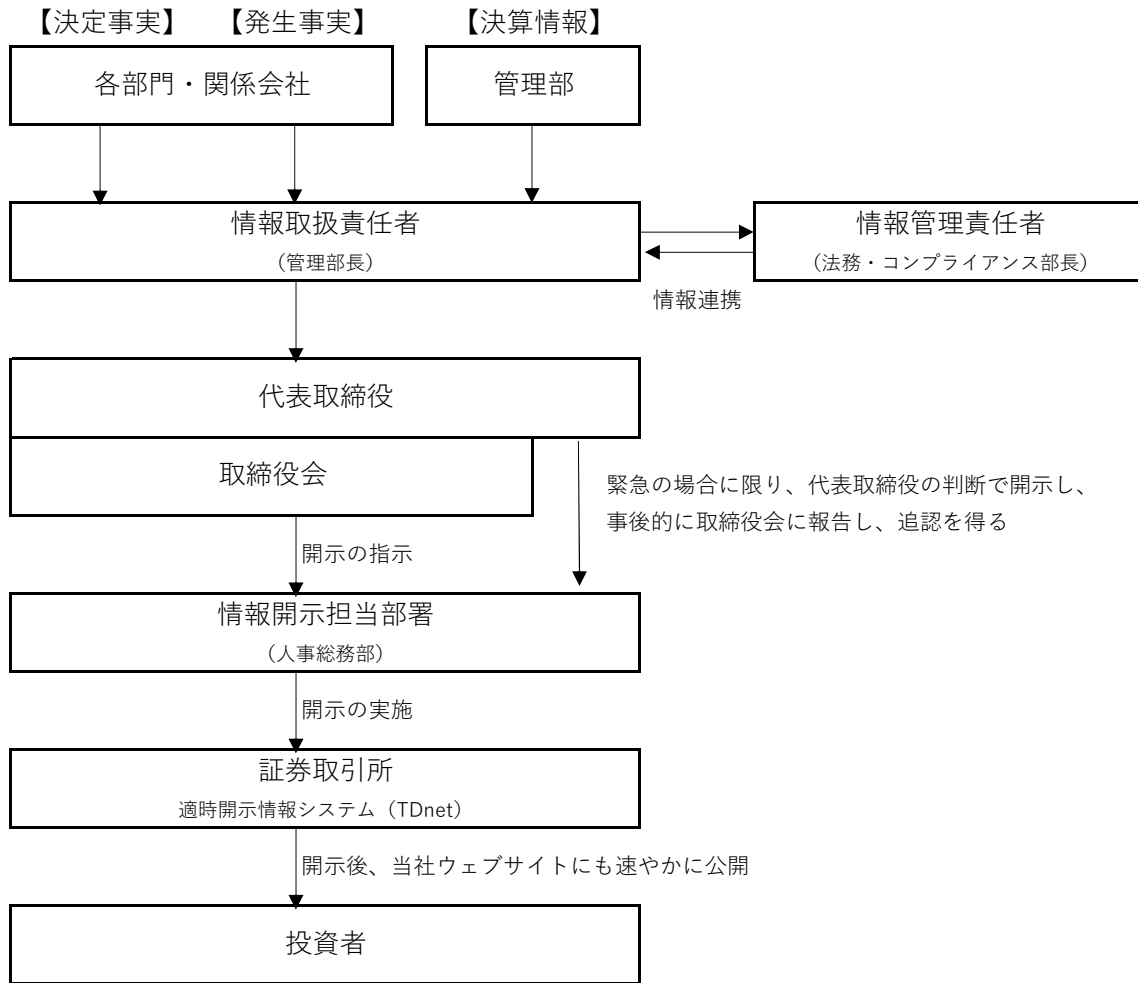 【決定事実】 【発生事実】 【決算情報】
各部門・関係会社 管理部
情報取扱責任者
（管理部長）
情報管理責任者
（法務・コンプライアンス部長）
情報連携
代表取締役
取締役会
緊急の場合に限り、代表取締役の判断で開示し、
事後的に取締役会に報告し、追認を得る
開示の指示
情報開示担当部署
（人事総務部）
開示の実施
証券取引所
適時開示情報システム（TDnet）
開示後、当社ウェブサイトにも速やかに公開
投資者